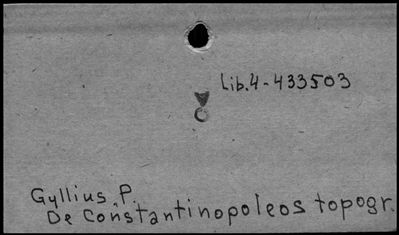 Lib.4-433503
Gyllius, P.
De Constantinopoleos topogr.